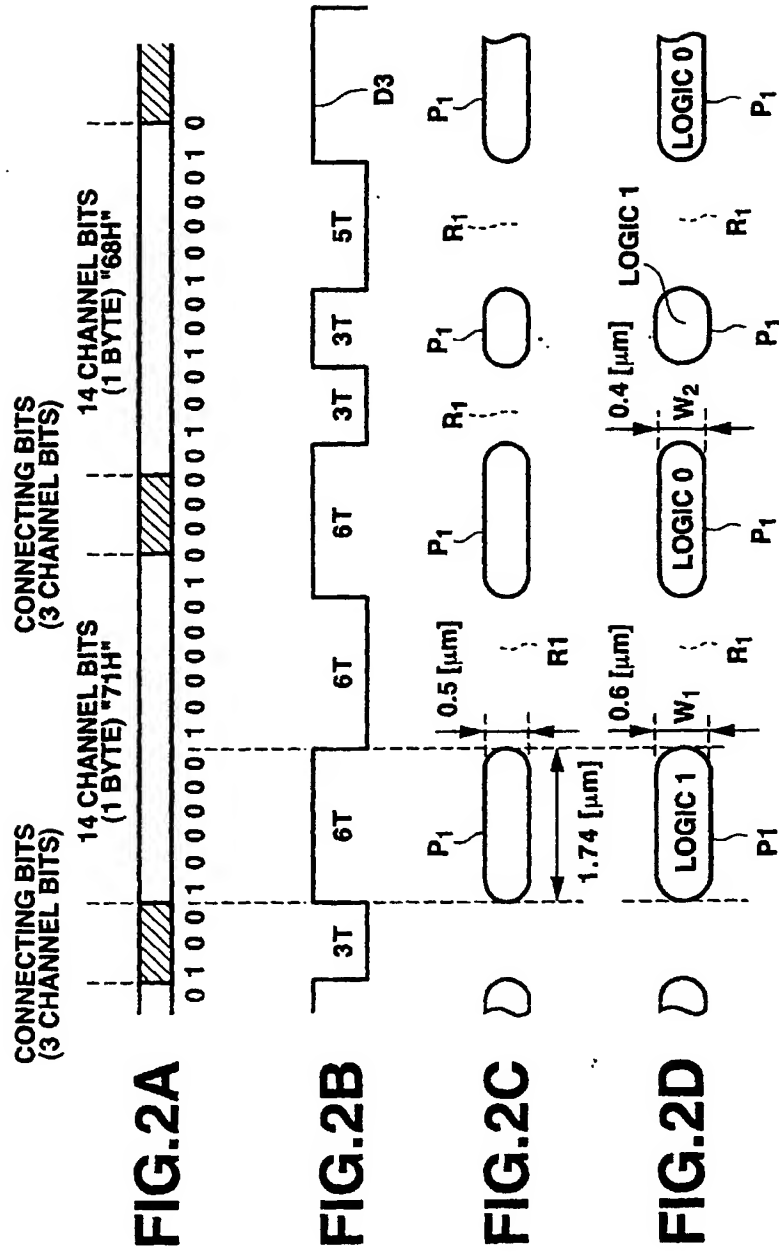 FIG.2A
CONNECTING BITS
(3 CHANNEL BITS)
14 CHANNEL BITS
(1 BYTE) "71H"
CONNECTING BITS
(3 CHANNEL BITS)
14 CHANNEL BITS
(1 BYTE) "68H"
0 1 0 0 1 0 0 0 0 0 1 0 0 0 0 0 1 0 0 0 0 0 1 0 0 1 0 0 1 0 0 0 0 1 0
FIG.2B
3T 6T 6T 6T 3T 3T 5T
D3
FIG.2C
P1
0.5 [μm]
P1
R1
P1
R1
P1
R1
1.74 [μm]
FIG.2D
0.6 [μm]
0.4 [μm]
LOGIC 1
LOGIC 1
W1
LOGIC 0
W2
LOGIC 0
P1
R1
P1
P1
R1
P1